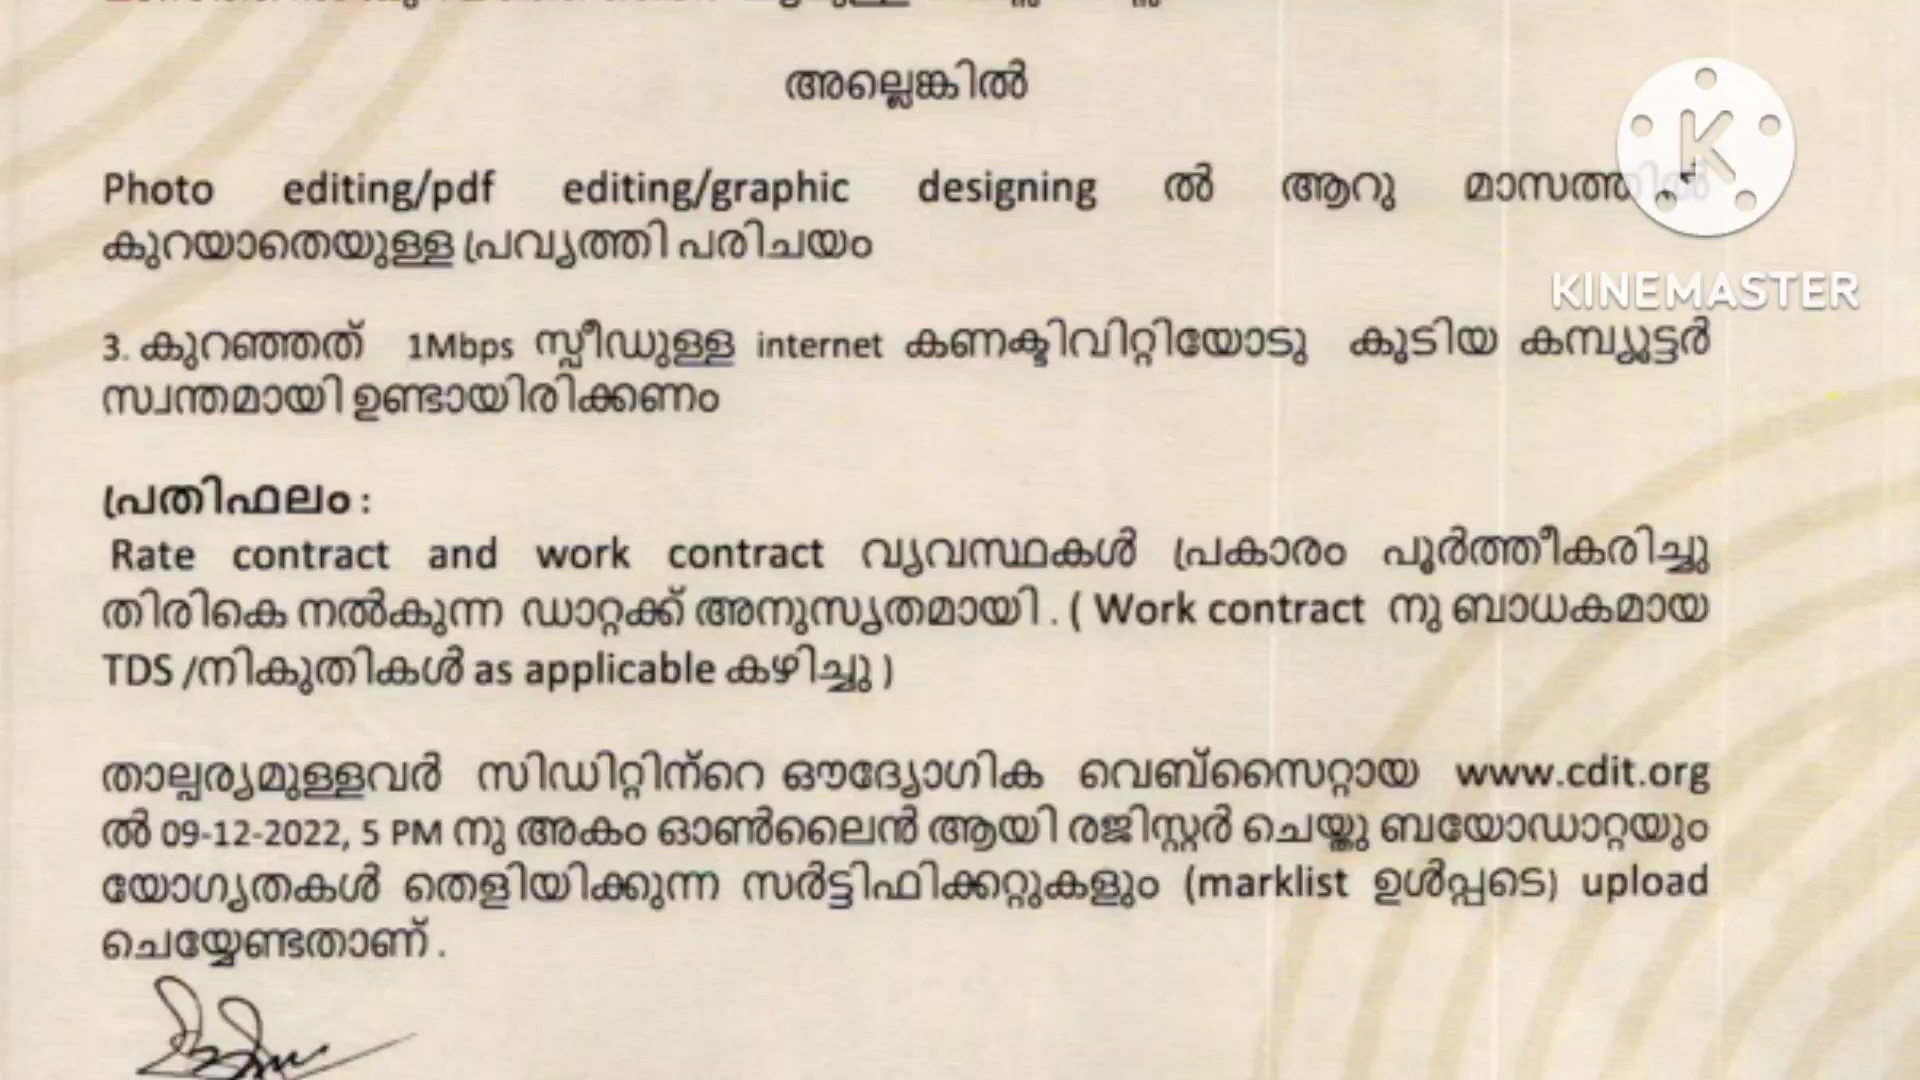 അല്ലെങ്കിൽ
Photo editing/pdf editing/graphic designing ൽ ആറു മാസത്തിൽ
കുറയാതെയുള്ള പ്രവൃത്തി പരിചയം
3. കുറഞ്ഞത് 1Mbps സ്പീഡുള്ള internet കണക്ടിവിറ്റിയോടു കൂടിയ കമ്പ്യൂട്ടർ
സ്വന്തമായി ഉണ്ടായിരിക്കണം
പ്രതിഫലം :
Rate contract and work contract വ്യവസ്ഥകൾ പ്രകാരം പൂർത്തീകരിച്ചു
തിരികെ നൽകുന്ന ഡാറ്റക്ക് അനുസൃതമായി . ( Work contract നു ബാധകമായ
TDS /നികുതികൾ as applicable കഴിച്ചു )
താല്പര്യമുള്ളവർ സിഡിറ്റിന്റെ ഔദ്യോഗിക വെബ്സൈറ്റായ www.cdit.org
ൽ 09-12-2022, 5 PM നു അകം ഓൺലൈൻ ആയി രജിസ്റ്റർ ചെയ്തു ബയോഡാറ്റയും
യോഗ്യതകൾ തെളിയിക്കുന്ന സർട്ടിഫിക്കറ്റുകളും (marklist ഉൾപ്പടെ) upload
ചെയ്യേണ്ടതാണ് .
K
KINEMASTER